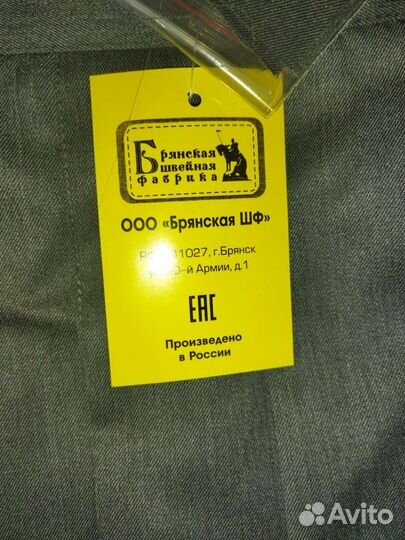 Брянская
швейная
фабрика
ООО «Брянская ШФ»
1027, г.Брянск
-й Армии, д.1
ЕАС
Произведено
в России
Avito